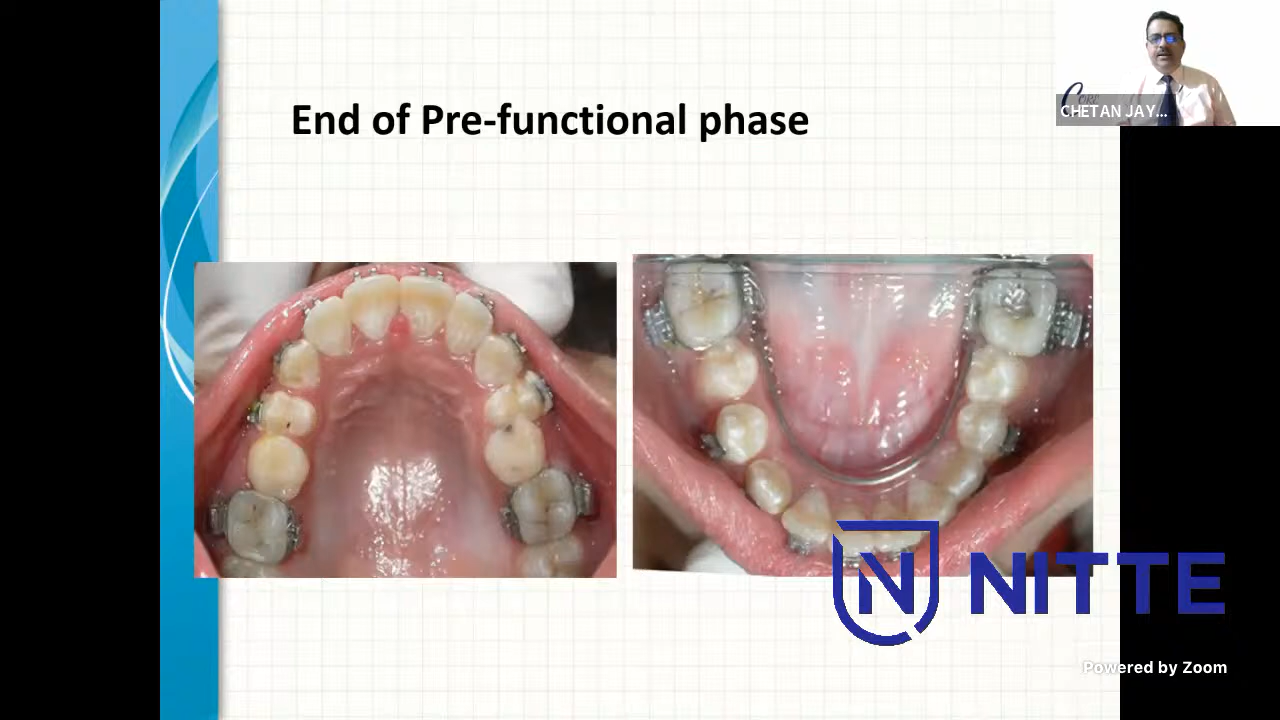 End of Pre-functional phase
CHETAN JAY...
N NITTE
Powered by Zoom